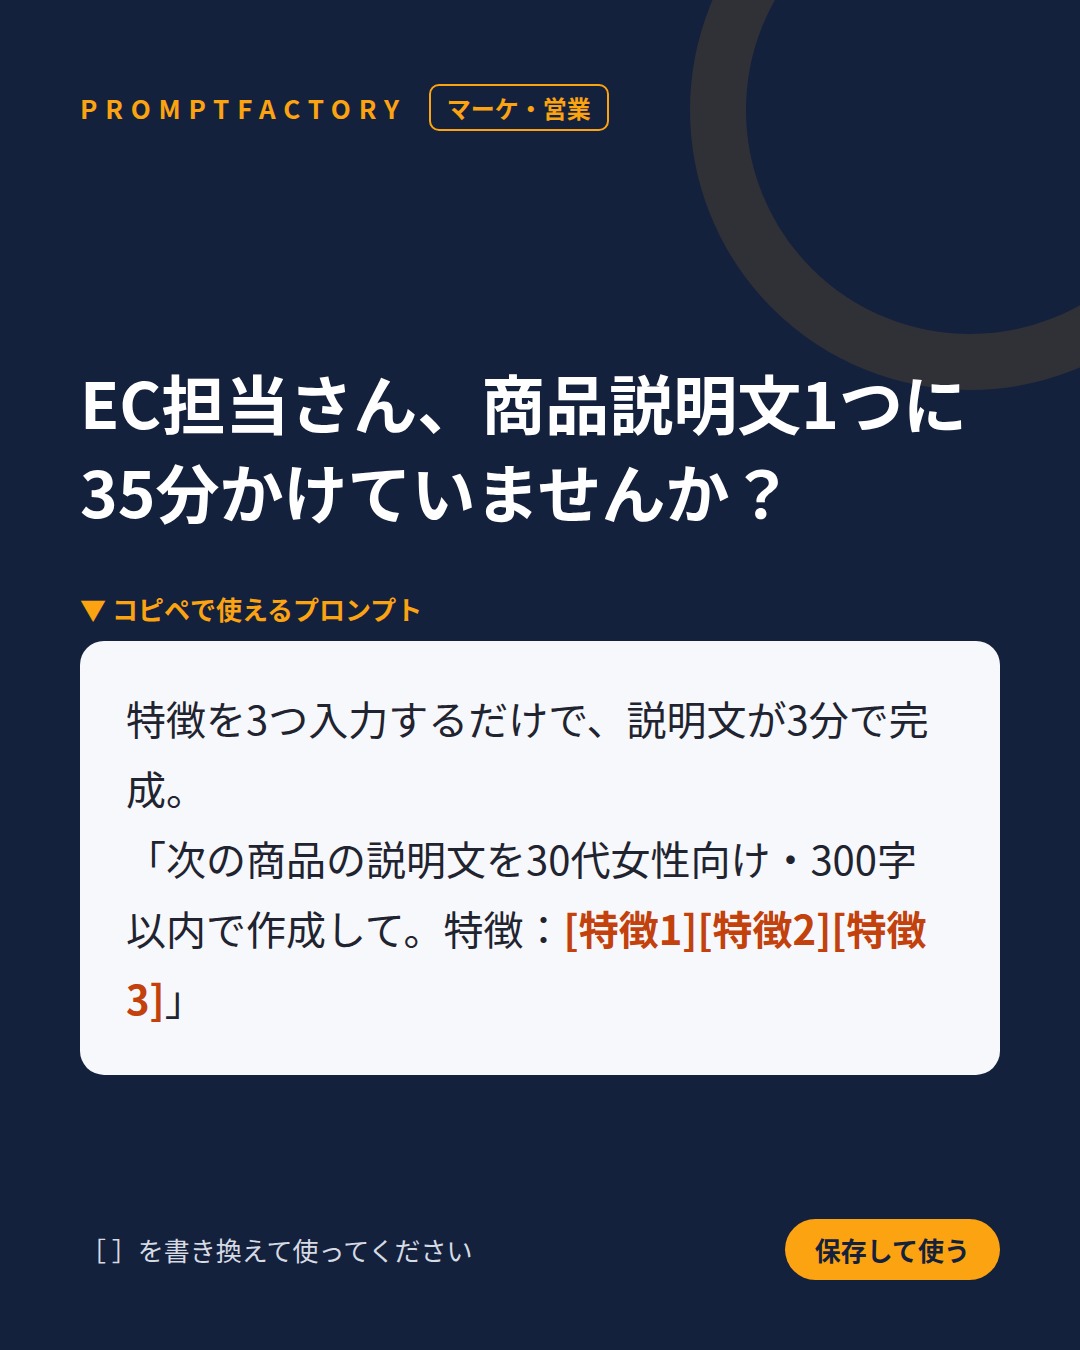 PROMPTFACTORY
マーケ・営業
EC担当さん、商品説明文1つに
35分かけていませんか？
▼ コピペで使えるプロンプト
特徴を3つ入力するだけで、説明文が3分で完
成。
「次の商品の説明文を30代女性向け・300字
以内で作成して。特徴：[特徴1][特徴2][特徴
3]」
［ ］を書き換えて使ってください
保存して使う